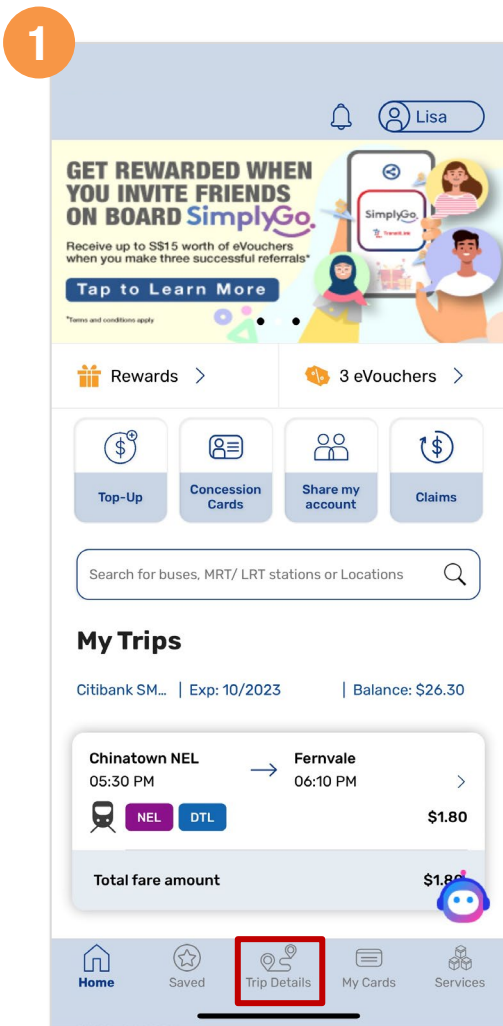 1
Lisa
GET REWARDED WHEN
YOU INVITE FRIENDS
ON BOARD SimplyGo.
Receive up to S$15 worth of eVouchers
when you make three successful referrals*
Tap to Learn More
*Terms and conditions apply
SimplyGo.
TransitLink
Rewards
3 eVouchers
Top-Up
Concession
Cards
Share my
account
Claims
Search for buses, MRT/ LRT stations or Locations
My Trips
Citibank SM... | Exp: 10/2023 | Balance: $26.30
Chinatown NEL → Fernvale
05:30 PM 06:10 PM >
NEL DTL $1.80
Total fare amount
Home Saved Trip Details My Cards Services